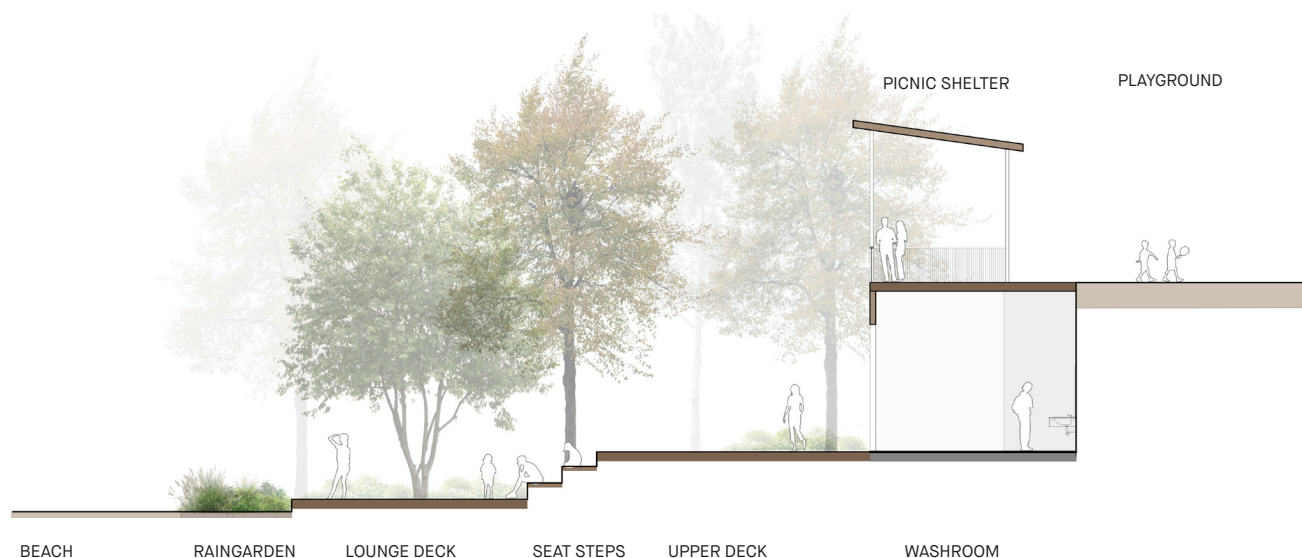 PICNIC SHELTER
PLAYGROUND
BEACH
RAINGARDEN
LOUNGE DECK
SEAT STEPS
UPPER DECK
WASHROOM